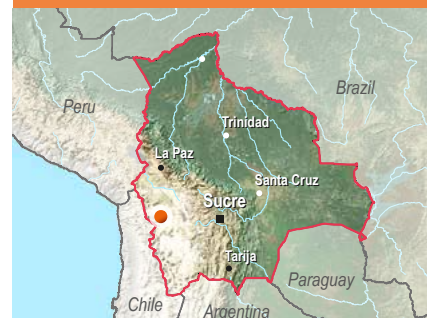 Brazil
Peru
Trinidad
La Paz
Santa Cruz
Sucre
Tarija
Paraguay
Chile
Argentina